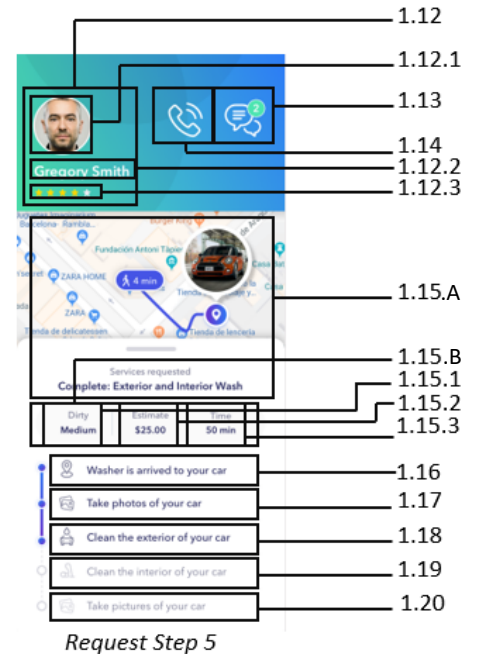 1.12
1.12.1
1.13
2
1.14
Gregory Smith
1.12.2
1.12.3
Barcelona Rambla...
Burger King
Fundación Antoni Tàpies
ZARA HOME
4 min
ZARA
1.15.A
Tienda de delicatessen
Tienda de lencería
Services requested
Complete: Exterior and Interior Wash
1.15.B
1.15.1
1.15.2
1.15.3
Dirty Estimate Time
Medium $25.00 50 min
Washer is arrived to your car 1.16
Take photos of your car 1.17
Clean the exterior of your car 1.18
Clean the interior of your car 1.19
Take pictures of your car 1.20
Request Step 5